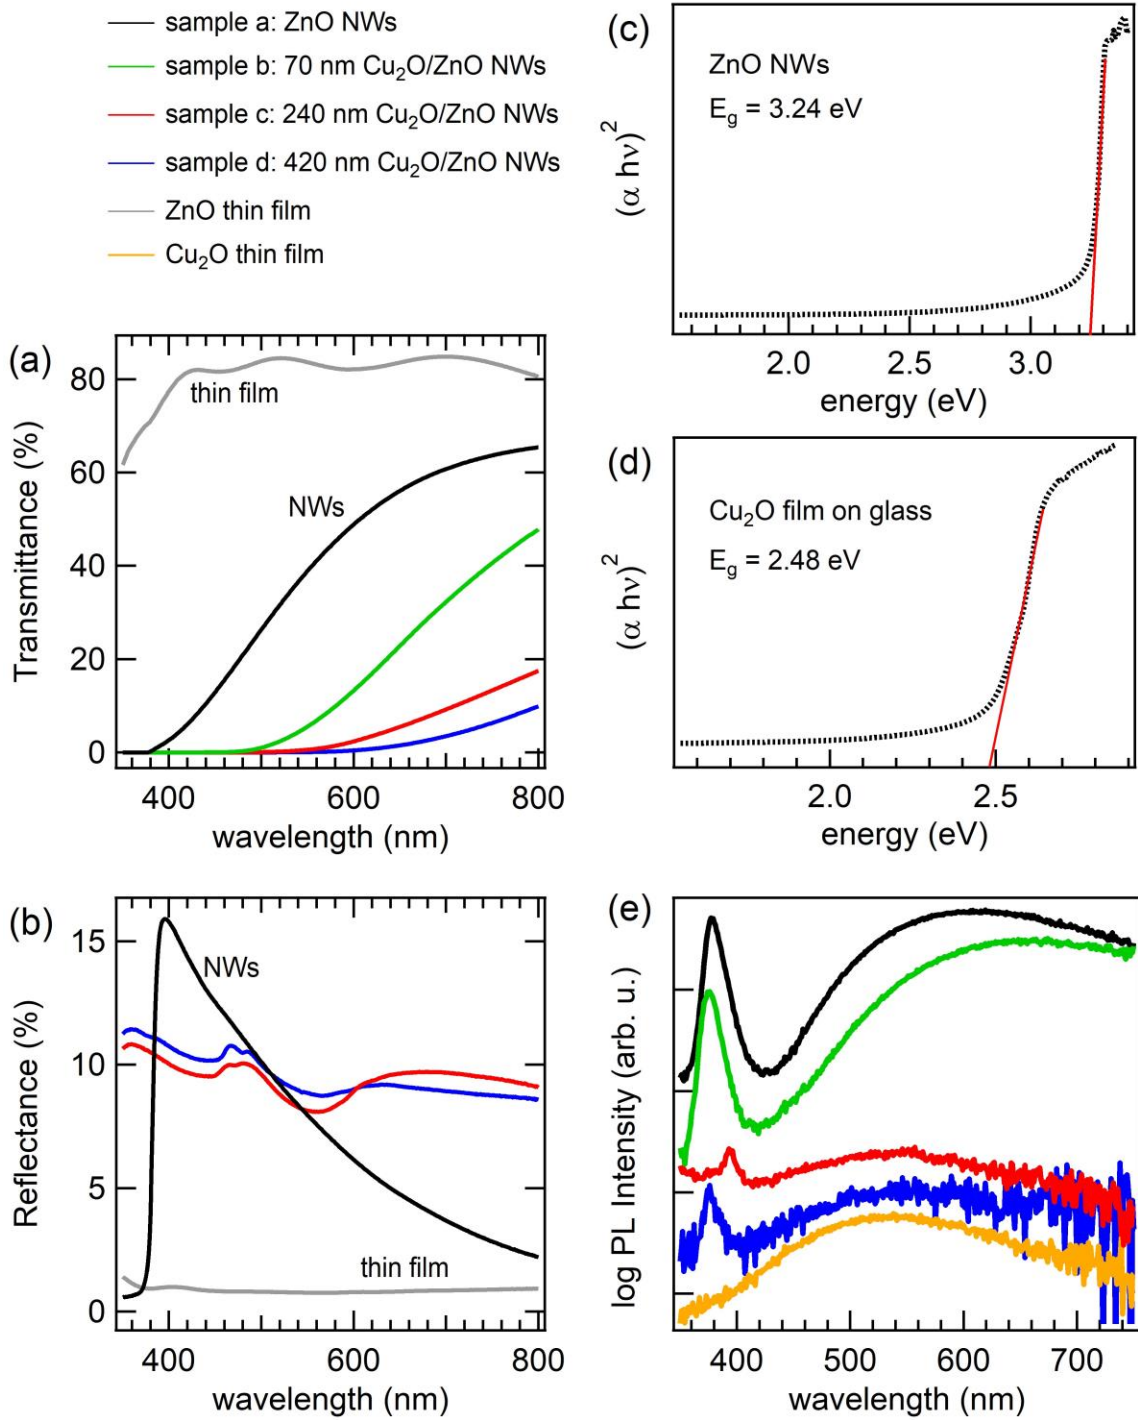 sample a: ZnO NWs
sample b: 70 nm Cu₂O/ZnO NWs
sample c: 240 nm Cu₂O/ZnO NWs
sample d: 420 nm Cu₂O/ZnO NWs
ZnO thin film
Cu₂O thin film
(a)
Transmittance (%)
80
60
40
20
0
thin film
NWs
400 600 800
wavelength (nm)
(b)
Reflectance (%)
15
10
5
0
NWs
thin film
400 600 800
wavelength (nm)
(c)
ZnO NWs
E_g = 3.24 eV
(α hν)²
2.0 2.5 3.0
energy (eV)
(d)
Cu₂O film on glass
E_g = 2.48 eV
(α hν)²
2.0 2.5
energy (eV)
(e)
log PL Intensity (arb. u.)
400 500 600 700
wavelength (nm)